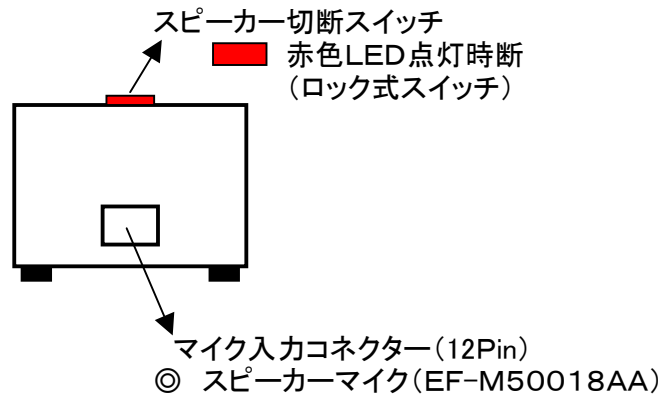 スピーカー切断スイッチ
赤色LED点灯時断
（ロック式スイッチ）
マイク入力コネクター（12Pin）
◎ スピーカーマイク（EF-M50018AA）